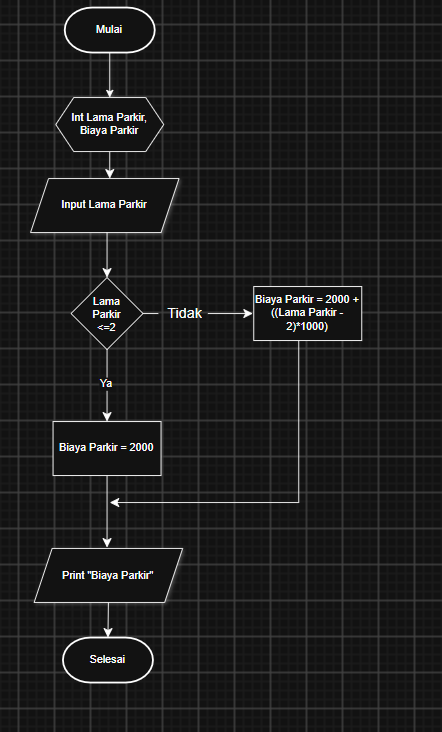 Mulai
Int Lama Parkir,
Biaya Parkir
Input Lama Parkir
Lama
Parkir
<=2
Tidak
Biaya Parkir = 2000 +
((Lama Parkir -
2)*1000)
Ya
Biaya Parkir = 2000
Print "Biaya Parkir"
Selesai